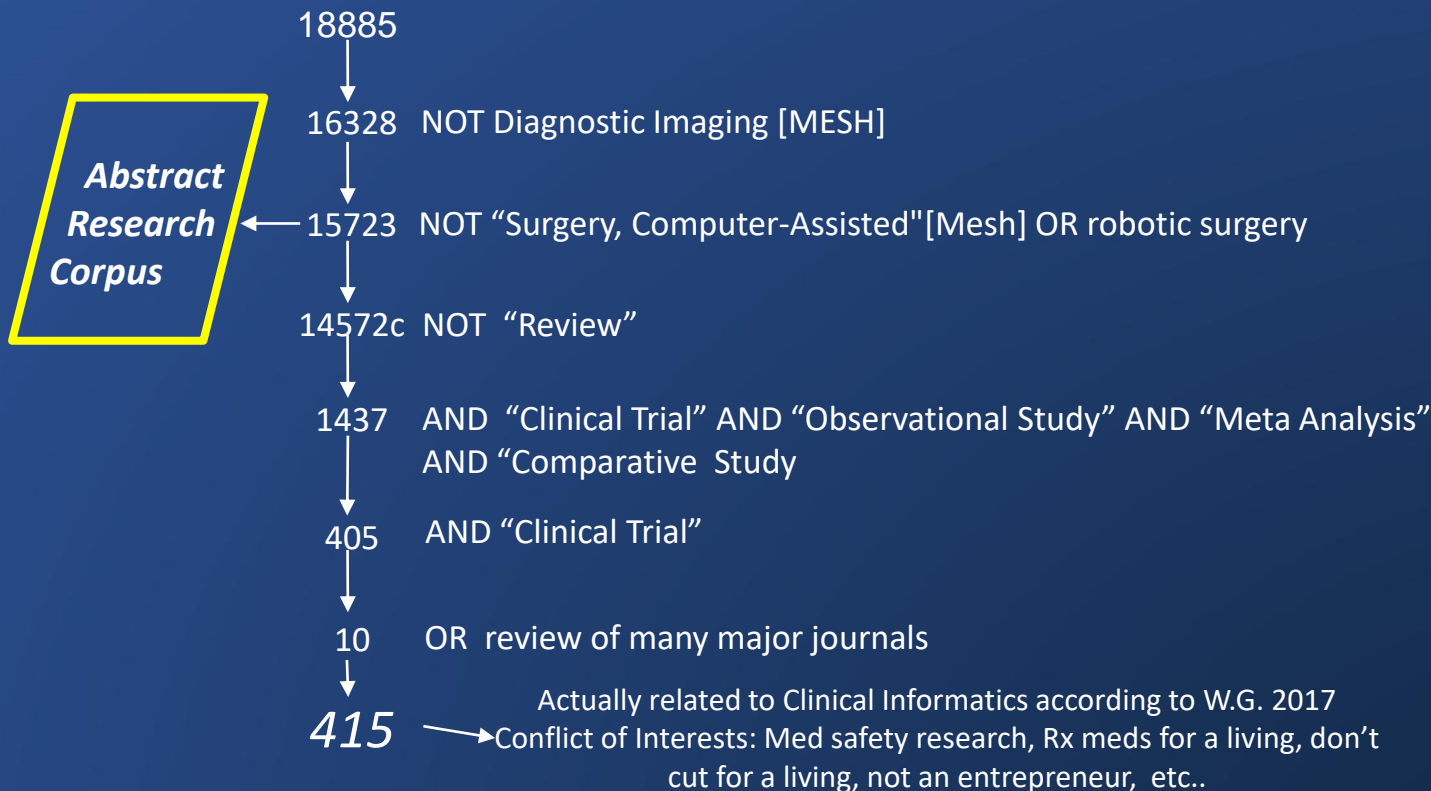 18885
16328 NOT Diagnostic Imaging [MESH]
Abstract
Research
Corpus
15723 NOT “Surgery, Computer-Assisted"[Mesh] OR robotic surgery
14572c NOT “Review”
1437 AND “Clinical Trial” AND “Observational Study” AND “Meta Analysis”
AND “Comparative Study
405 AND “Clinical Trial”
10 OR review of many major journals
415
Actually related to Clinical Informatics according to W.G. 2017
Conflict of Interests: Med safety research, Rx meds for a living, don’t
cut for a living, not an entrepreneur, etc..